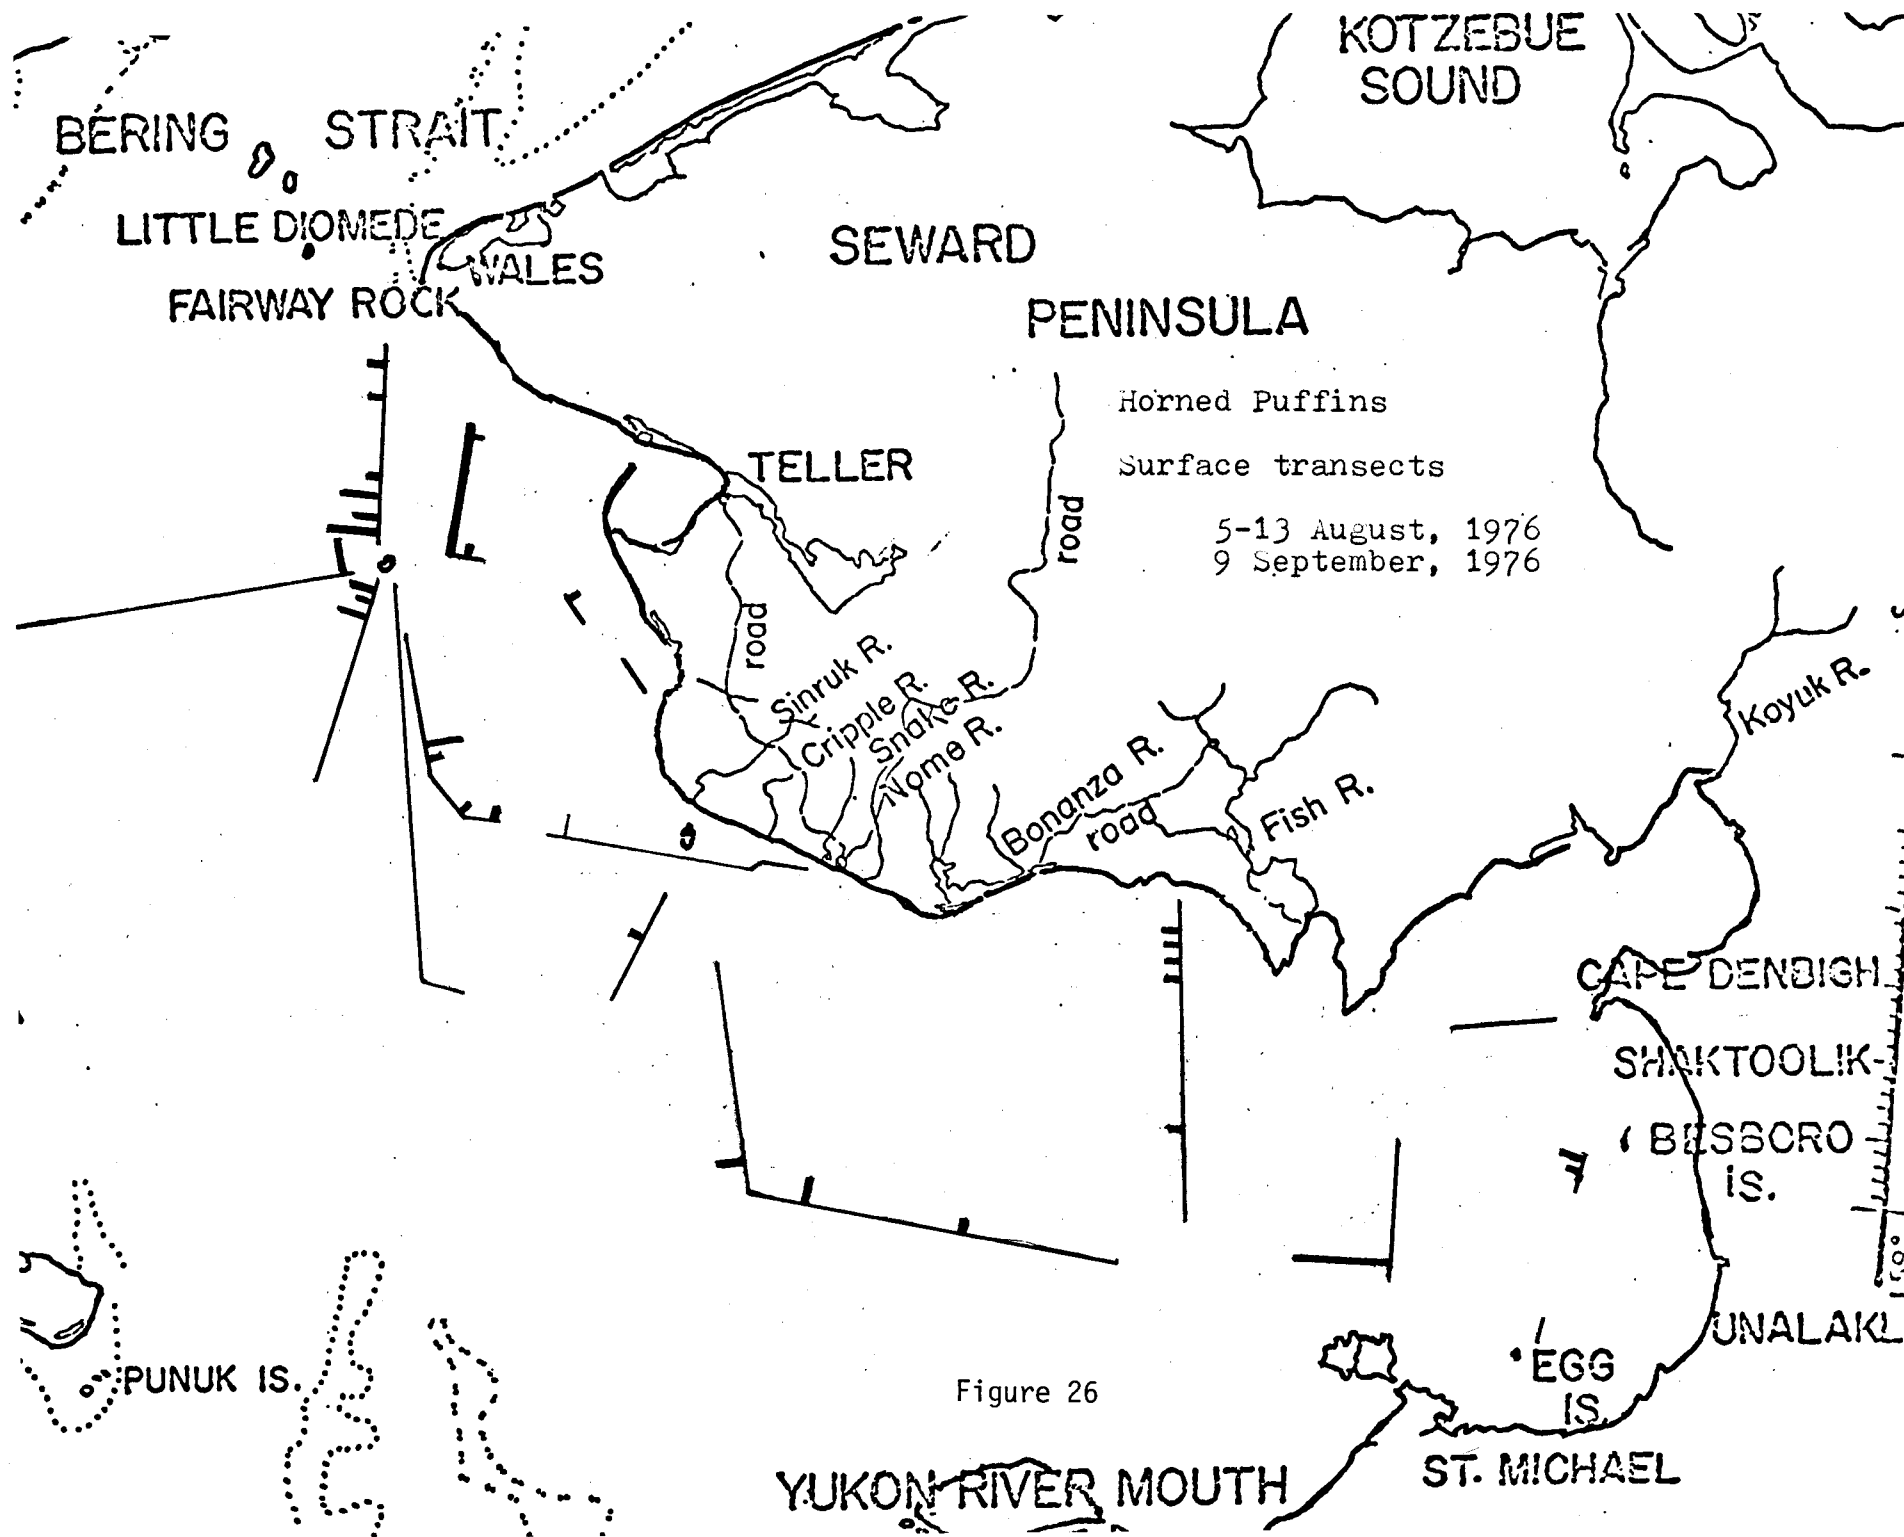 KOTZEBUE
SOUND
BERING STRAIT
LITTLE DIOMEDE
WALES
FAIRWAY ROCK
SEWARD
PENINSULA
Horned Puffins
Surface transects
5-13 August, 1976
9 September, 1976
TELLER
road
road
Sinruk R.
Cripple R.
Snake R.
Nome R.
Bonanza R.
road
Fish R.
Koyuk R.
CAPE DENBIGH
SHAKTOOLIK
BESBORO
IS.
UNALAKL
EGG
IS.
PUNUK IS.
Figure 26
ST. MICHAEL
YUKON RIVER MOUTH